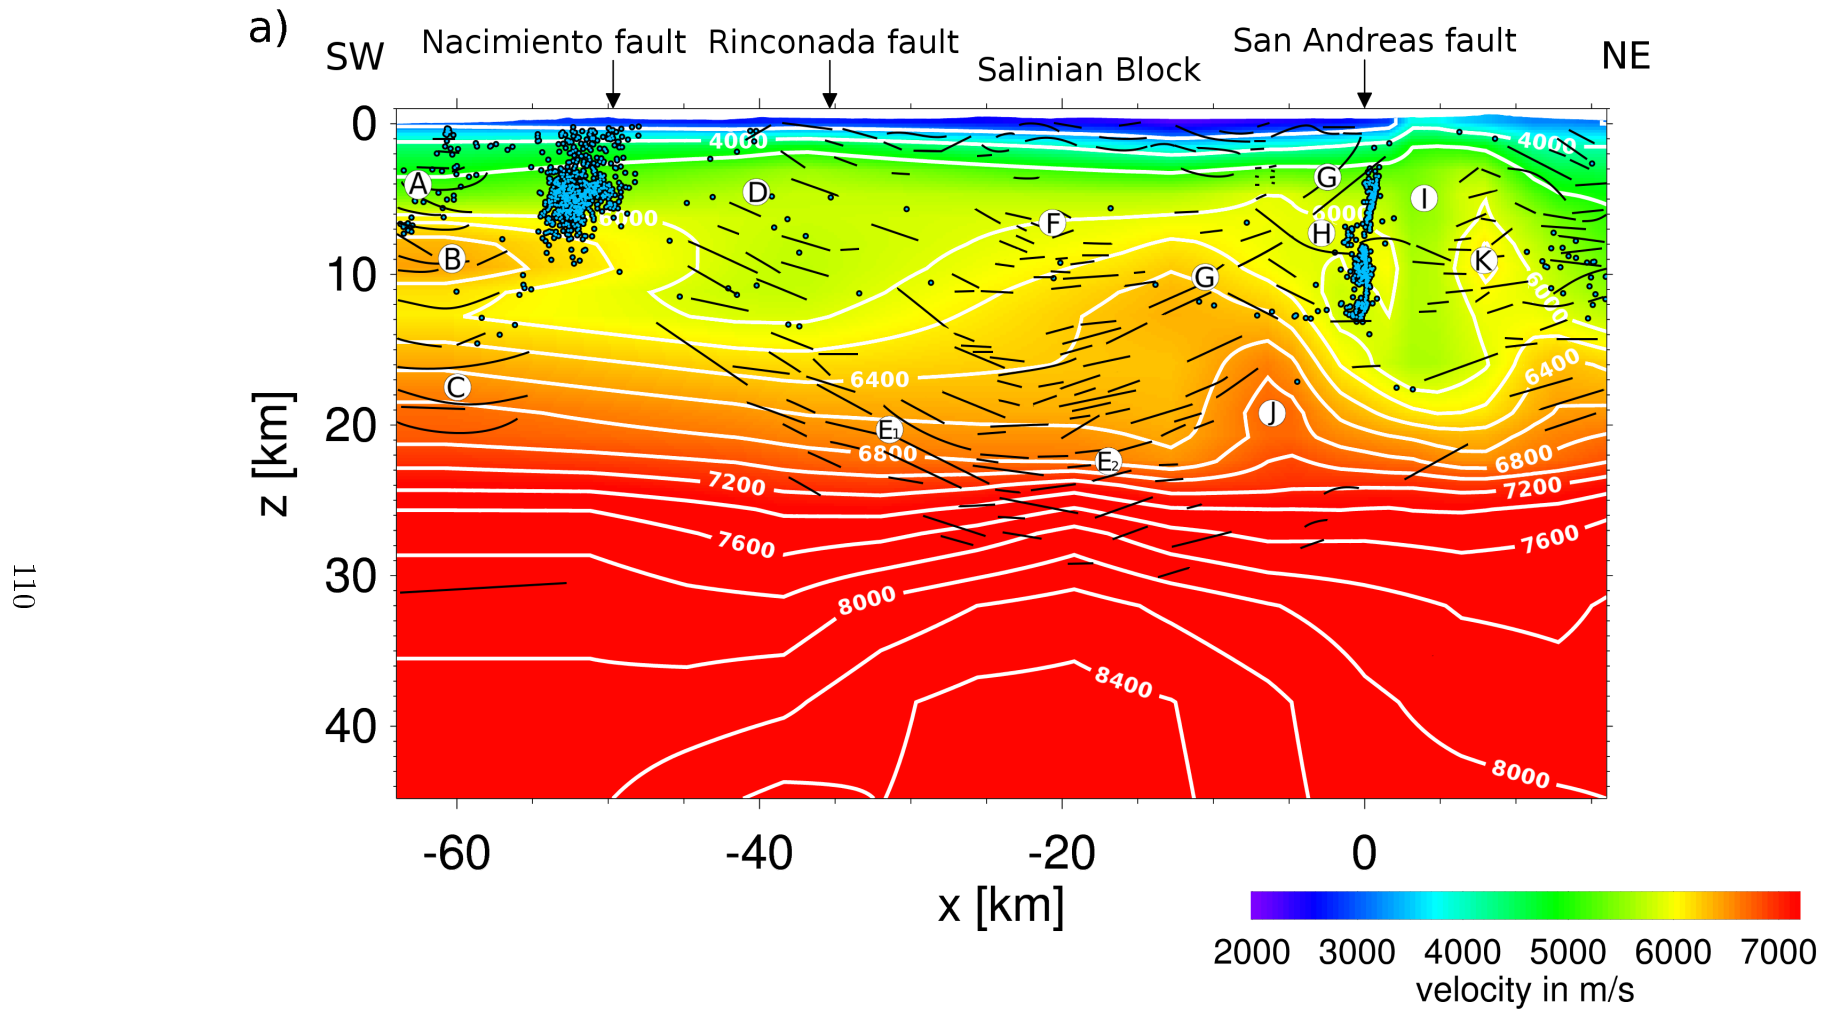 a)
Nacimiento fault
Rinconada fault
San Andreas fault
SW
Salinian Block
NE
0
10
20
30
40
z [km]
4000
4000
A
D
G
I
F
6000
H
B
K
G
6000
6400
6400
C
J
E1
6800
E2
6800
7200
7200
7600
7600
8000
8400
8000
-60
-40
-20
0
x [km]
2000 3000 4000 5000 6000 7000
velocity in m/s
110